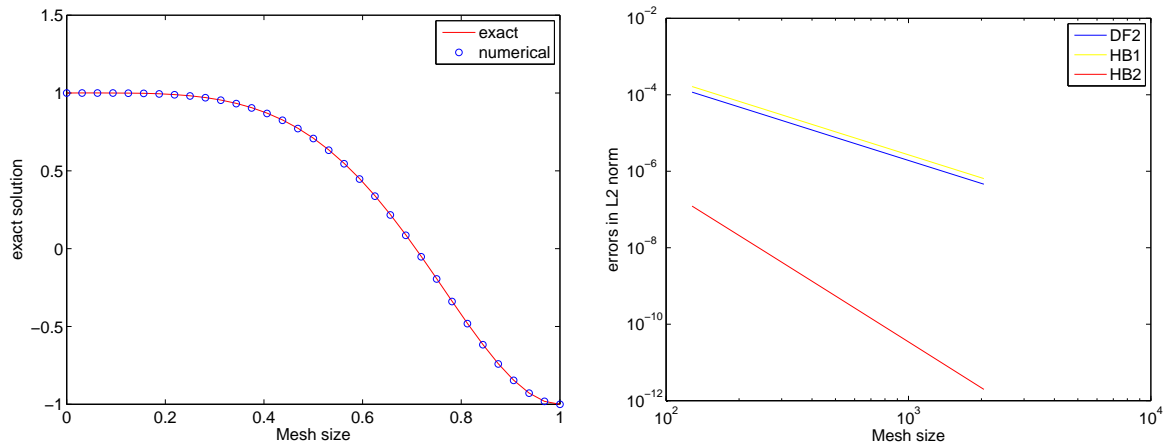 1.5
1
0.5
0
−0.5
−1
0
0.2
0.4
0.6
0.8
1
Mesh size
exact solution
exact
numerical
10^−2
10^−4
10^−6
10^−8
10^−10
10^−12
10^2
10^3
10^4
Mesh size
errors in L2 norm
DF2
HB1
HB2